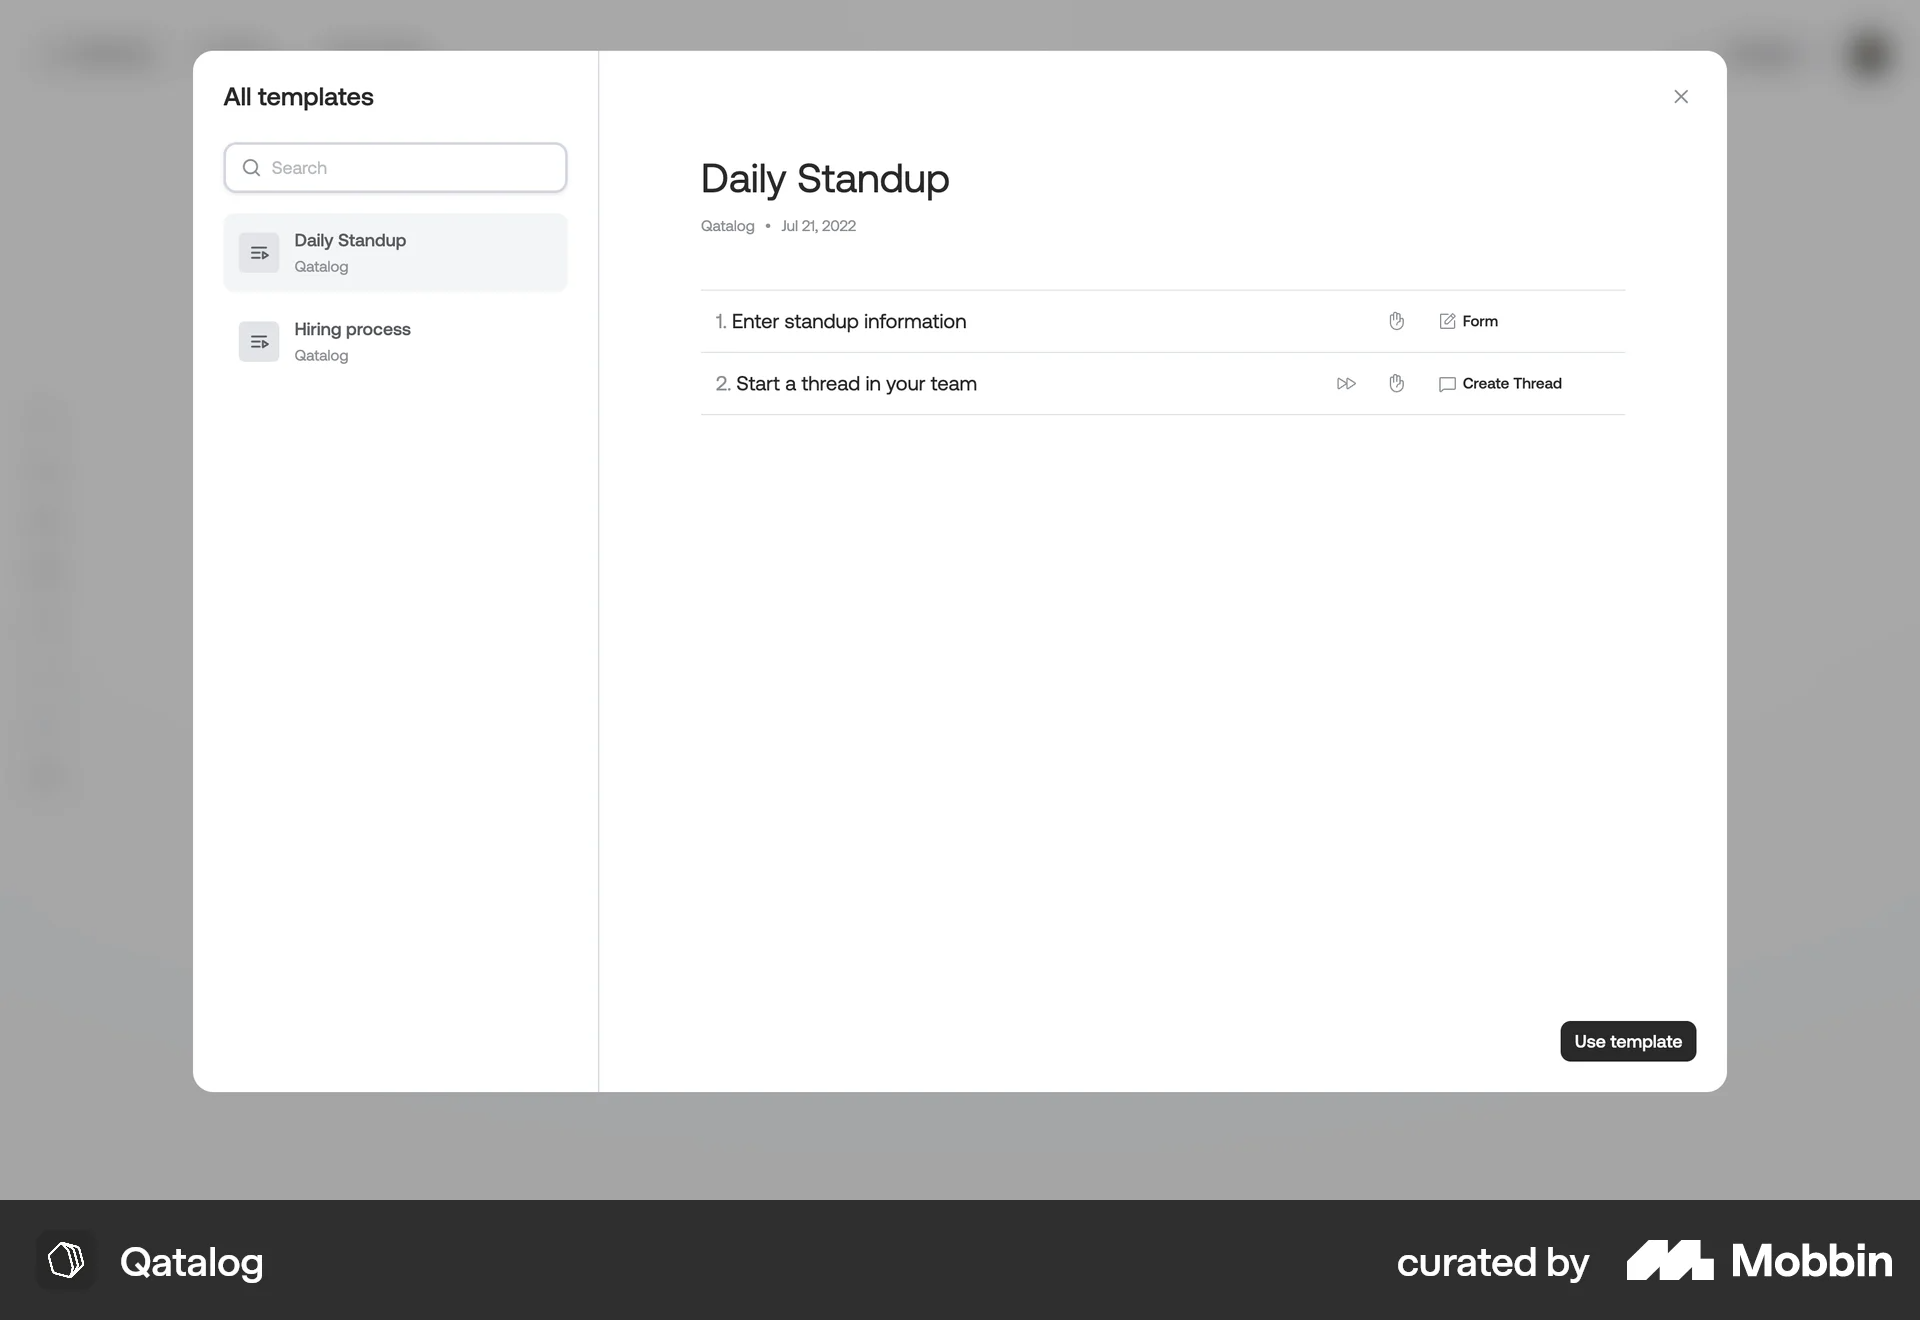 All templates
Search
Daily Standup
Qatalog
Hiring process
Qatalog
Daily Standup
Qatalog • Jul 21, 2022
1. Enter standup information
Form
2. Start a thread in your team
Create Thread
Use template
Qatalog
curated by Mobbin